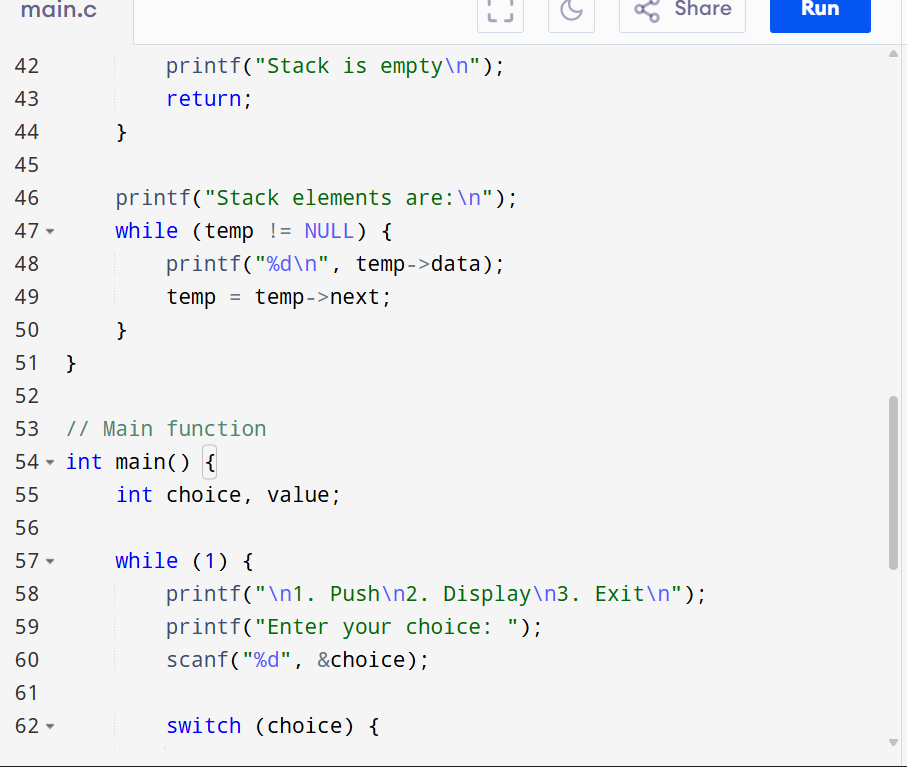 main.c
Share
Run
42         printf("Stack is empty\n");
43         return;
44     }
45
46     printf("Stack elements are:\n");
47     while (temp != NULL) {
48         printf("%d\n", temp->data);
49         temp = temp->next;
50     }
51 }
52
53 // Main function
54 int main() {
55     int choice, value;
56
57     while (1) {
58         printf("\n1. Push\n2. Display\n3. Exit\n");
59         printf("Enter your choice: ");
60         scanf("%d", &choice);
61
62         switch (choice) {